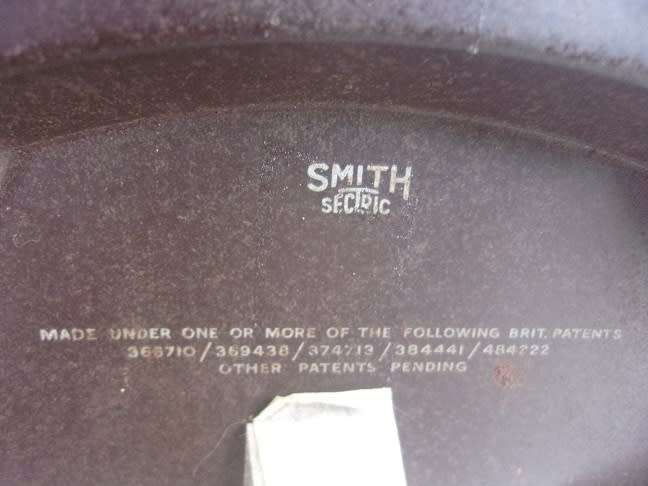 SMITH
SECTRIC
MADE UNDER ONE OR MORE OF THE FOLLOWING BRIT. PATENTS
366710/369438/374713/384441/484222
OTHER PATENTS PENDING